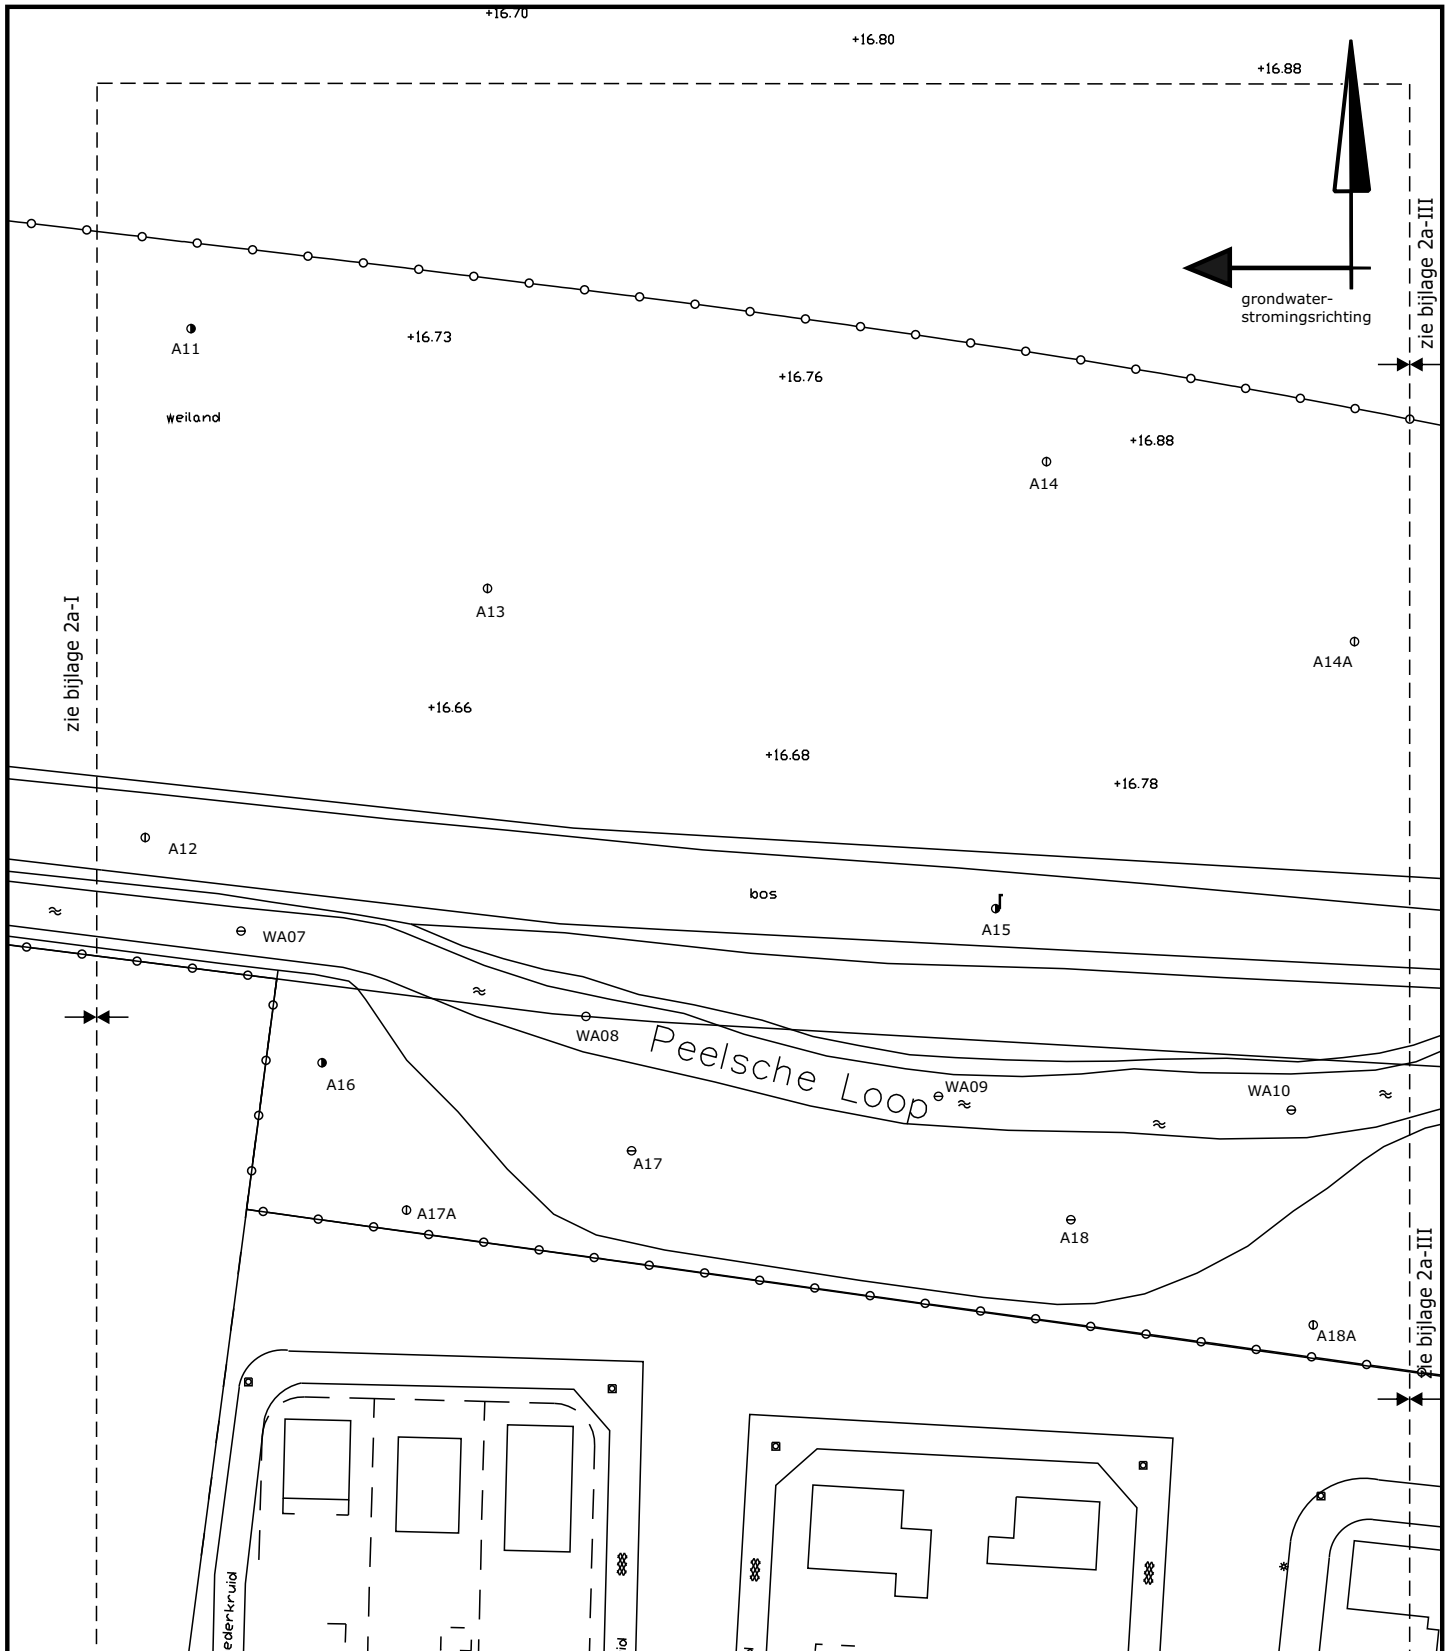 +16.70
+16.80
+16.88
zie bijlage 2a-III
grondwater-
stromingsrichting
A11
+16.73
+16.76
weiland
+16.88
A14
A13
zie bijlage 2a-I
A14A
+16.66
+16.68
+16.78
A12
bos
≈
A15
WA07
≈
WA08
Peelsche Loop
A16
WA09
≈
WA10
≈
≈
A17
A17A
A18
zie bijlage 2a-III
A18A
ederkruid
id